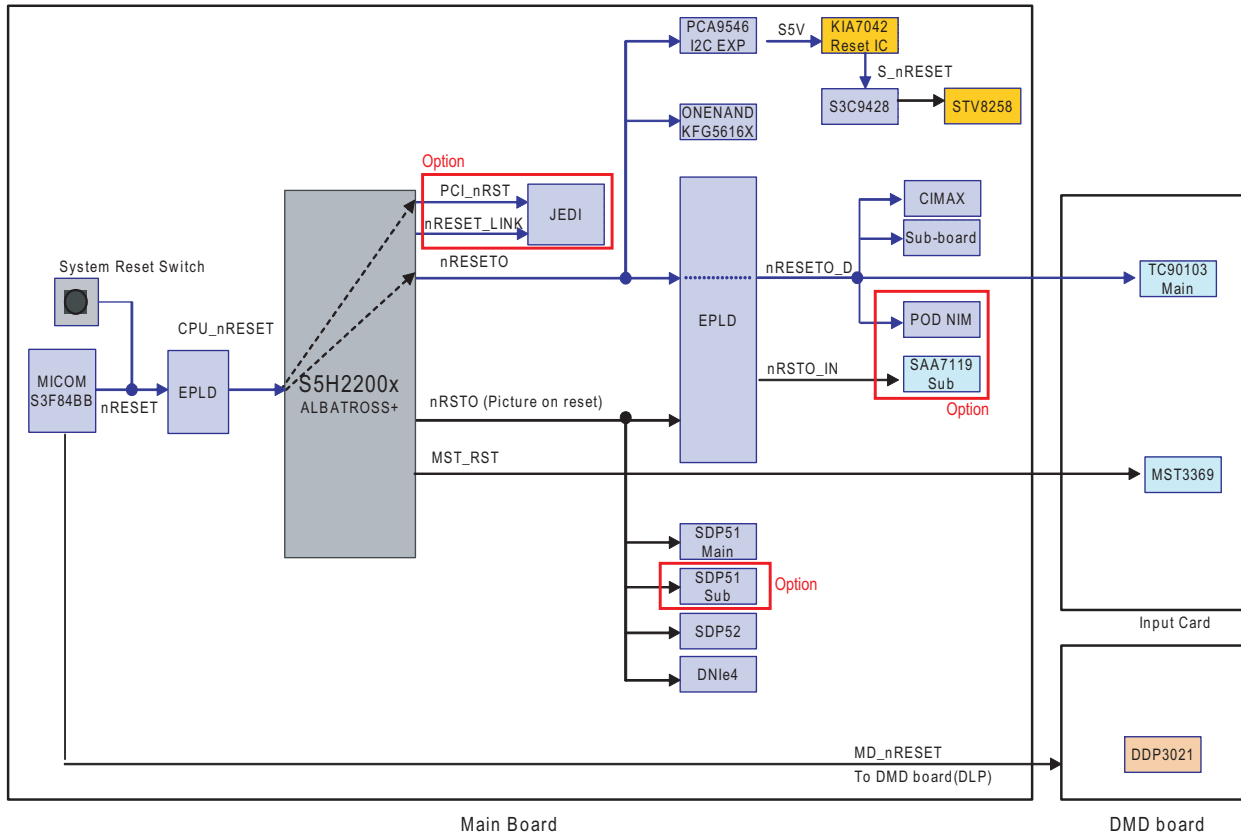 PCA9546
I2C EXP
S5V
KIA7042
Reset IC
S_nRESET
S3C9428
STV8258
ONENAND
KFG5616X
Option
PCI_nRST
nRESET_LINK
JEDI
CIMAX
Sub-board
nRESETO
nRESETO_D
TC90103
Main
System Reset Switch
EPLD
POD NIM
CPU_nRESET
nRSTO_IN
SAA7119
Sub
Option
MICOM
S3F84BB
nRESET
EPLD
S5H2200x
ALBATROSS+
nRSTO (Picture on reset)
MST_RST
MST3369
SDP51
Main
SDP51
Sub
Option
SDP52
DNIe4
Input Card
MD_nRESET
To DMD board(DLP)
DDP3021
Main Board
DMD board